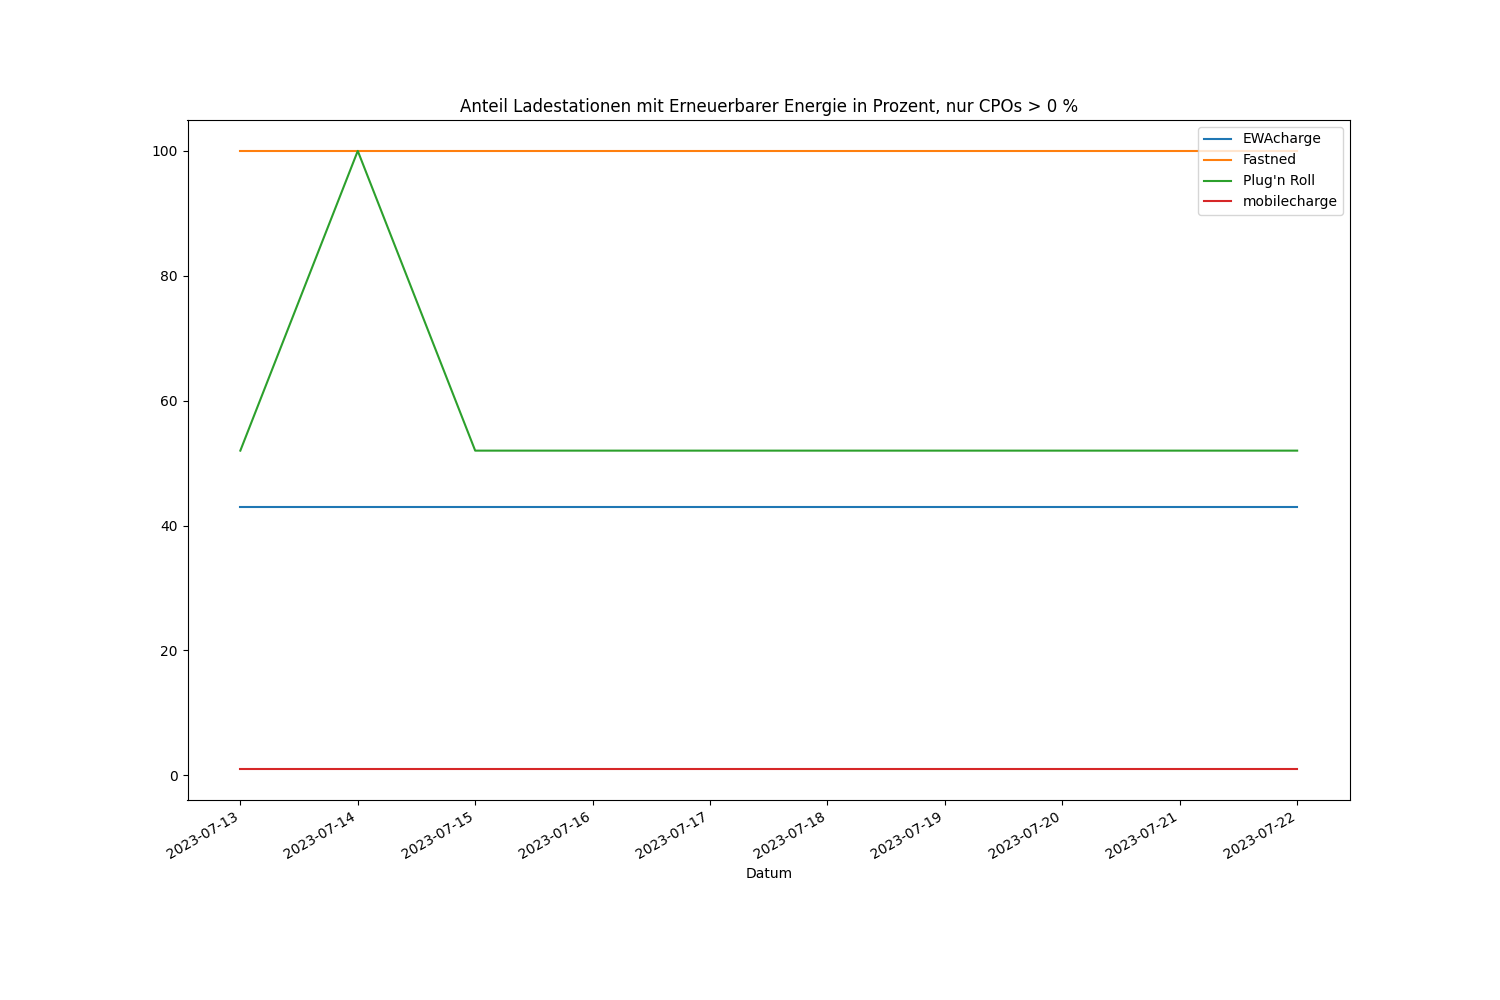 Anteil Ladestationen mit Erneuerbarer Energie in Prozent, nur CPOs > 0 %
EWAcharge
Fastned
Plug'n Roll
mobilecharge
100
80
60
40
20
0
2023-07-13
2023-07-14
2023-07-15
2023-07-16
2023-07-17
2023-07-18
2023-07-19
2023-07-20
2023-07-21
2023-07-22
Datum